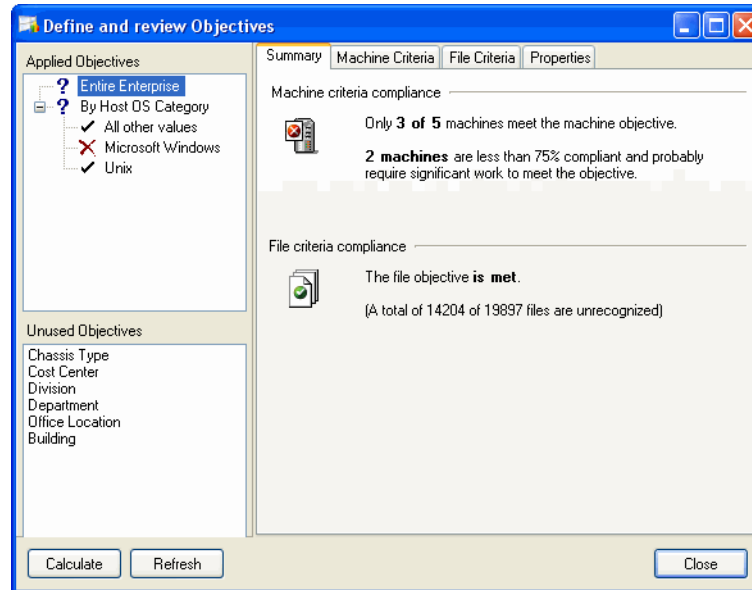 Define and review Objectives
Applied Objectives
? Entire Enterprise
? By Host OS Category
All other values
Microsoft Windows
Unix
Unused Objectives
Chassis Type
Cost Center
Division
Department
Office Location
Building
Calculate
Refresh
Summary
Machine Criteria
File Criteria
Properties
Machine criteria compliance
Only 3 of 5 machines meet the machine objective.
2 machines are less than 75% compliant and probably
require significant work to meet the objective.
File criteria compliance
The file objective is met.
(A total of 14204 of 19897 files are unrecognized)
Close